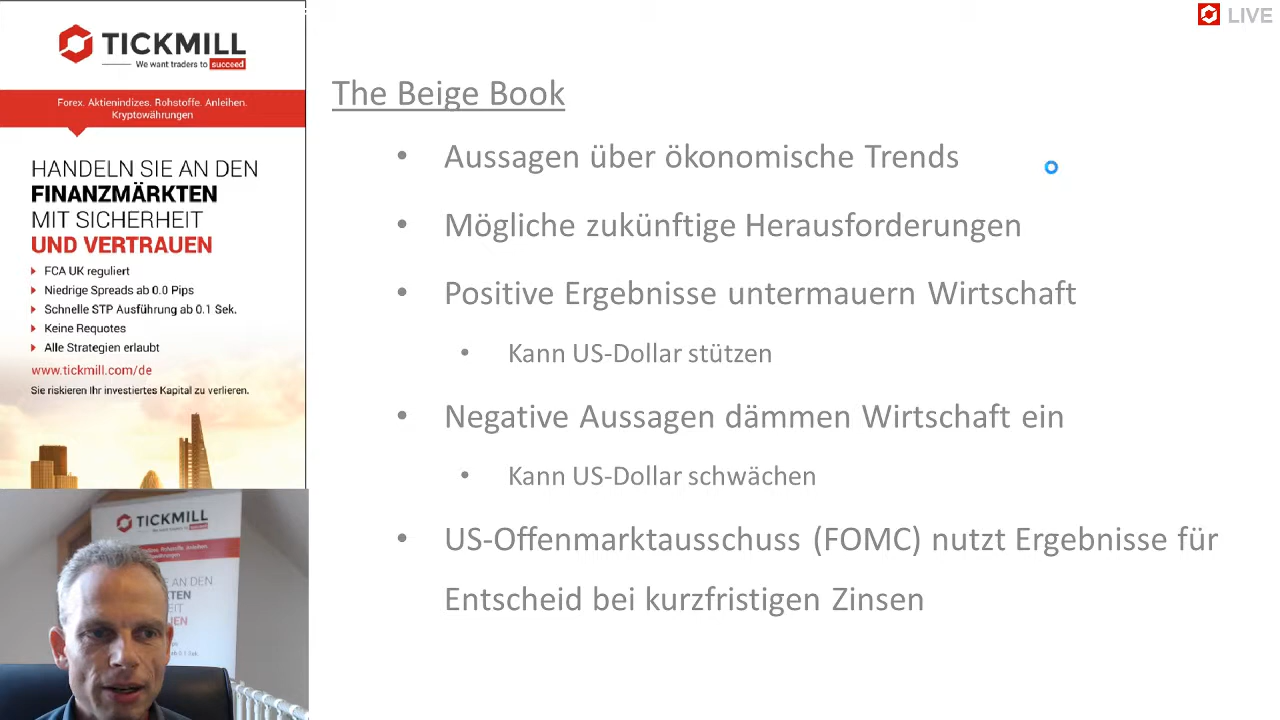 TICKMILL
We want traders to succeed
Forex. Aktienindizes. Rohstoffe. Anleihen.
Kryptowährungen
HANDELN SIE AN DEN
FINANZMÄRKTEN
MIT SICHERHEIT
UND VERTRAUEN
FCA UK reguliert
Niedrige Spreads ab 0.0 Pips
Schnelle STP Ausführung ab 0.1 Sek.
Keine Requotes
Alle Strategien erlaubt
www.tickmill.com/de
Sie riskieren Ihr investiertes Kapital zu verlieren.
LIVE
The Beige Book
• Aussagen über ökonomische Trends
• Mögliche zukünftige Herausforderungen
• Positive Ergebnisse untermauern Wirtschaft
• Kann US-Dollar stützen
• Negative Aussagen dämmen Wirtschaft ein
• Kann US-Dollar schwächen
• US-Offenmarktausschuss (FOMC) nutzt Ergebnisse für
Entscheid bei kurzfristigen Zinsen
TICKMILL
SIE AN DEN